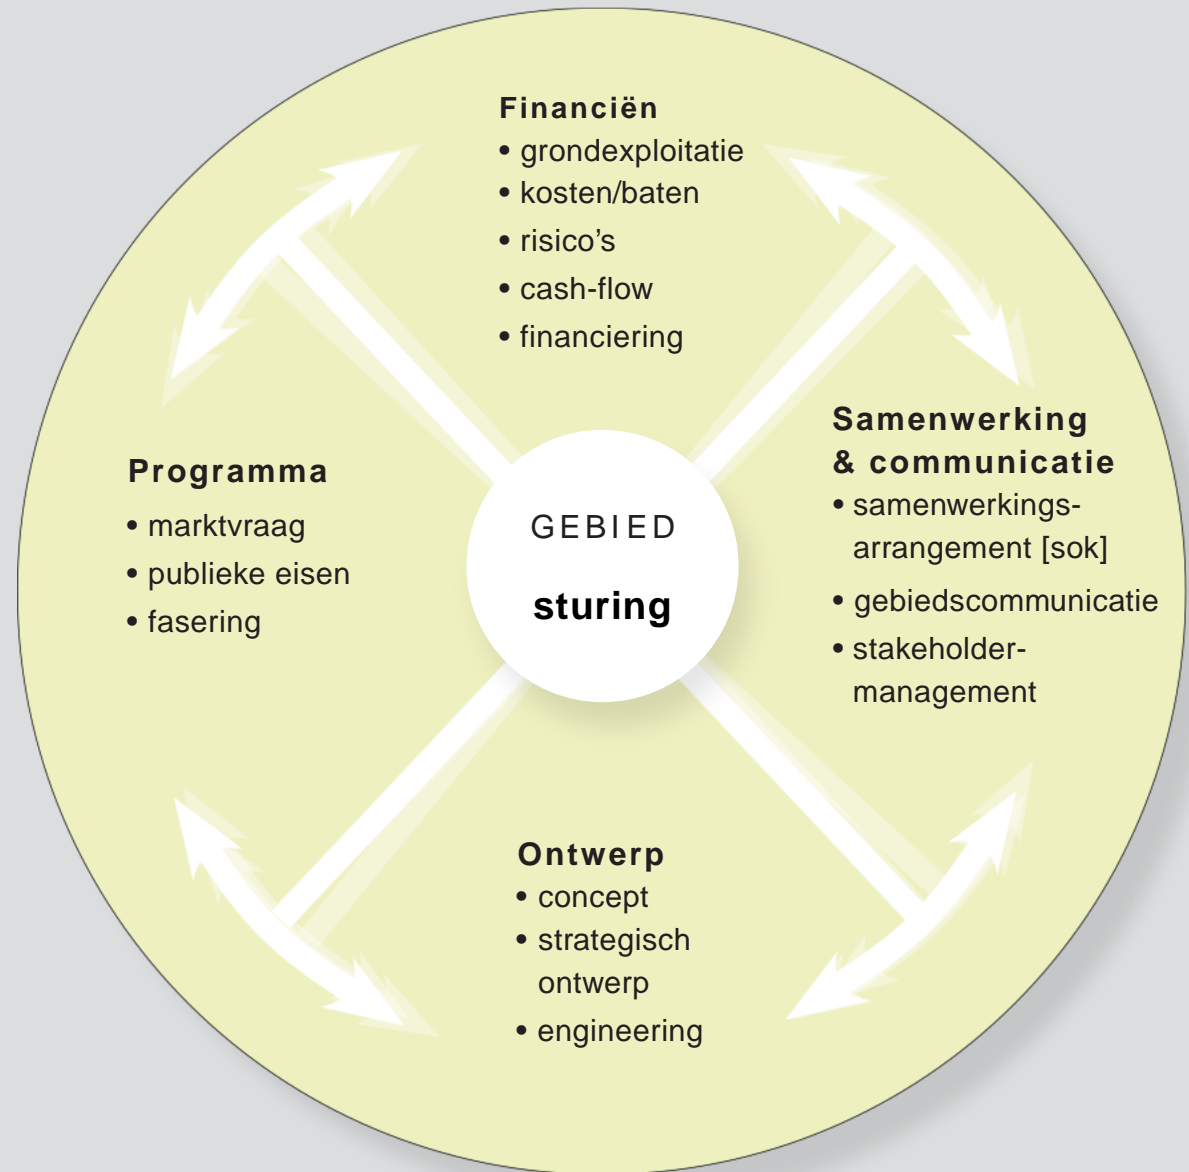 Financiën
• grondexploitatie
• kosten/baten
• risico’s
• cash-flow
• financiering
Samenwerking
& communicatie
• samenwerkings-
arrangement [sok]
• gebiedscommunicatie
• stakeholder-
management
Programma
• marktvraag
• publieke eisen
• fasering
GEBIED
sturing
Ontwerp
• concept
• strategisch
ontwerp
• engineering